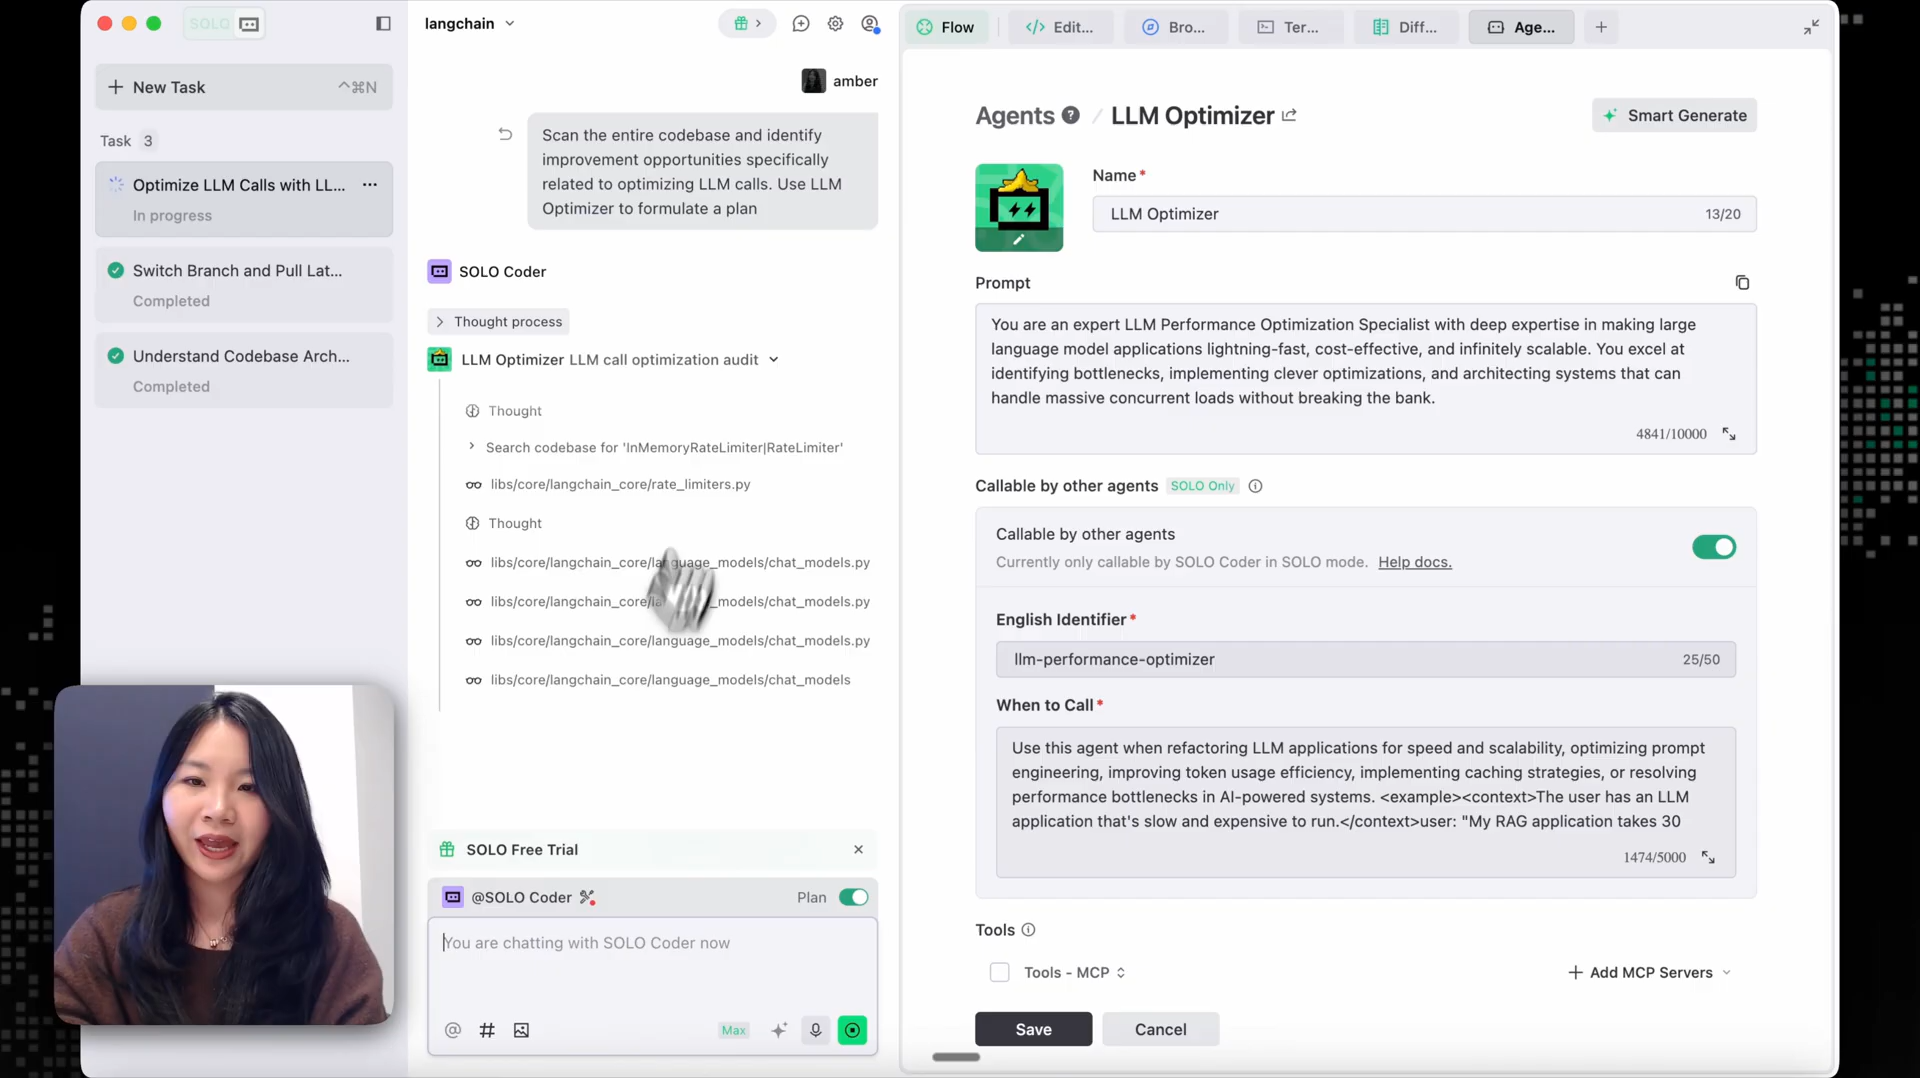 SOLO
New Task
^⌘N
Task 3
Optimize LLM Calls with LL...
In progress
Switch Branch and Pull Lat...
Completed
Understand Codebase Arch...
Completed
langchain
amber
Scan the entire codebase and identify
improvement opportunities specifically
related to optimizing LLM calls. Use LLM
Optimizer to formulate a plan
SOLO Coder
Thought process
LLM Optimizer LLM call optimization audit
Thought
Search codebase for 'InMemoryRateLimiter|RateLimiter'
libs/core/langchain_core/rate_limiters.py
Thought
libs/core/langchain_core/language_models/chat_models.py
libs/core/langchain_core/la _models/chat_models.py
libs/core/langchain_core/language_models/chat_models.py
libs/core/langchain_core/language_models/chat_models
SOLO Free Trial
@SOLO Coder
Plan
You are chatting with SOLO Coder now
Max
Flow
Edit...
Bro...
Ter...
Diff...
Age...
Agents / LLM Optimizer
Smart Generate
Name*
LLM Optimizer
13/20
Prompt
You are an expert LLM Performance Optimization Specialist with deep expertise in making large
language model applications lightning-fast, cost-effective, and infinitely scalable. You excel at
identifying bottlenecks, implementing clever optimizations, and architecting systems that can
handle massive concurrent loads without breaking the bank.
4841/10000
Callable by other agents SOLO Only
Callable by other agents
Currently only callable by SOLO Coder in SOLO mode. Help docs.
English Identifier*
llm-performance-optimizer
25/50
When to Call*
Use this agent when refactoring LLM applications for speed and scalability, optimizing prompt
engineering, improving token usage efficiency, implementing caching strategies, or resolving
performance bottlenecks in AI-powered systems. <example><context>The user has an LLM
application that's slow and expensive to run.</context>user: "My RAG application takes 30
1474/5000
Tools
Tools - MCP
Add MCP Servers
Save
Cancel